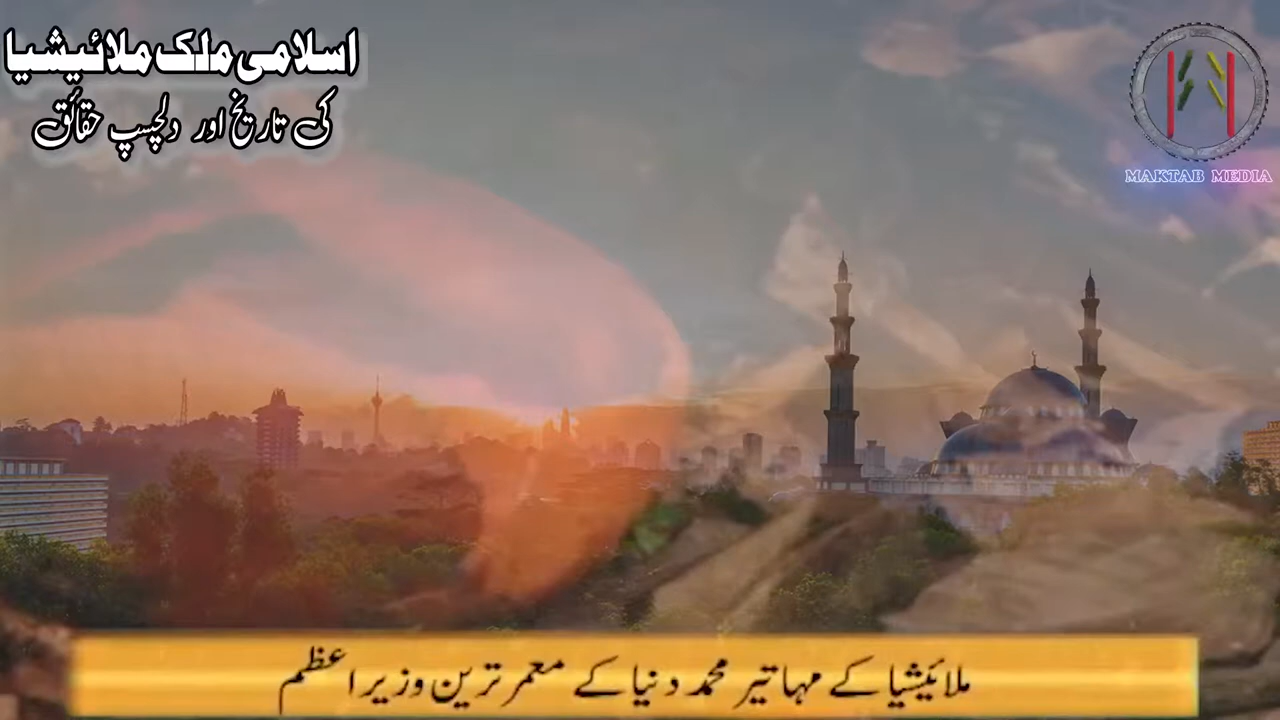 اسلامی ملک ملائیشیا
کی تاریخ اور دلچسپ حقائق
MAKTAB MEDIA
ملائیشیا کے مہاتیر محمد دنیا کے معمر ترین وزیر اعظم